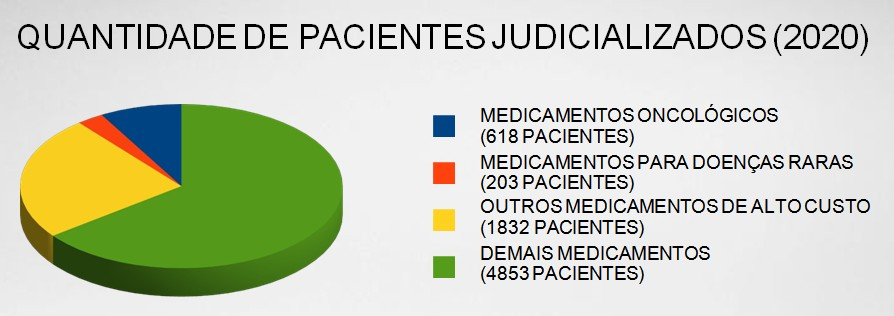 QUANTIDADE DE PACIENTES JUDICIALIZADOS (2020)
MEDICAMENTOS ONCOLÓGICOS
(618 PACIENTES)
MEDICAMENTOS PARA DOENÇAS RARAS
(203 PACIENTES)
OUTROS MEDICAMENTOS DE ALTO CUSTO
(1832 PACIENTES)
DEMAIS MEDICAMENTOS
(4853 PACIENTES)